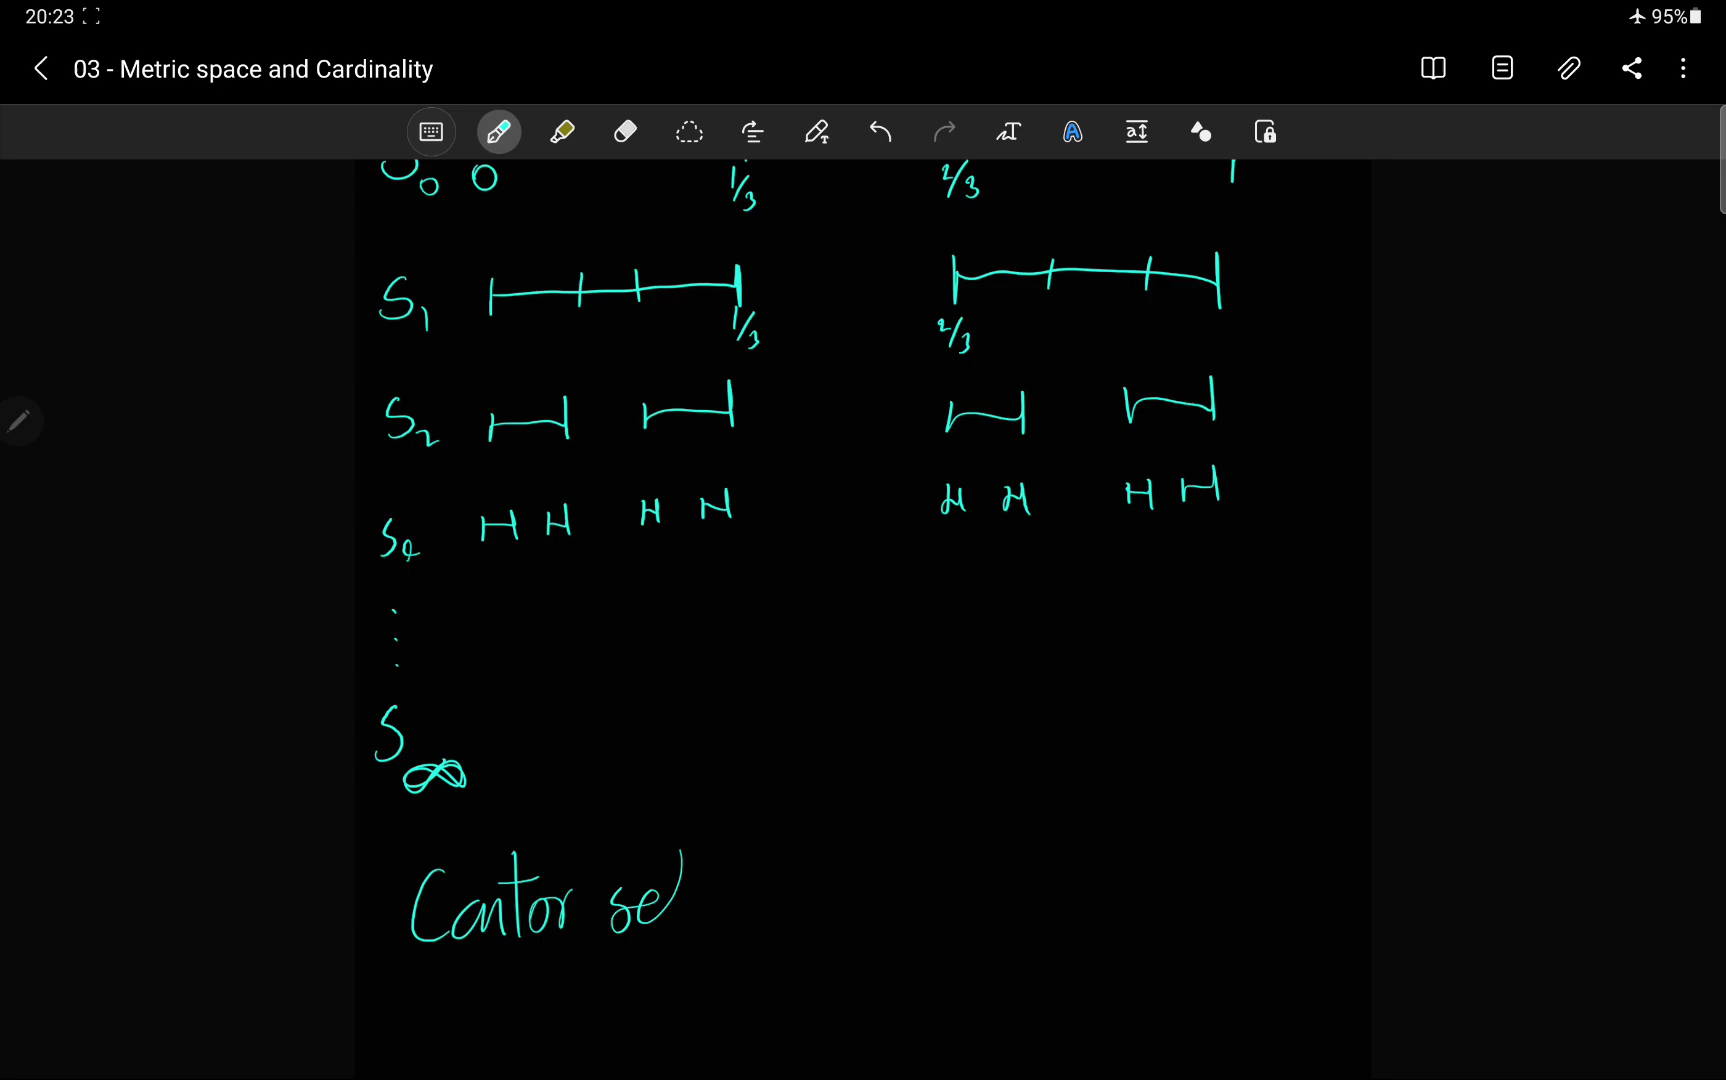 20:23
95%
03 - Metric space and Cardinality
S₀ 0 1/3 2/3 1
S₁
1/3 2/3
S₂
S₄
⋮
S∞
Cantor se